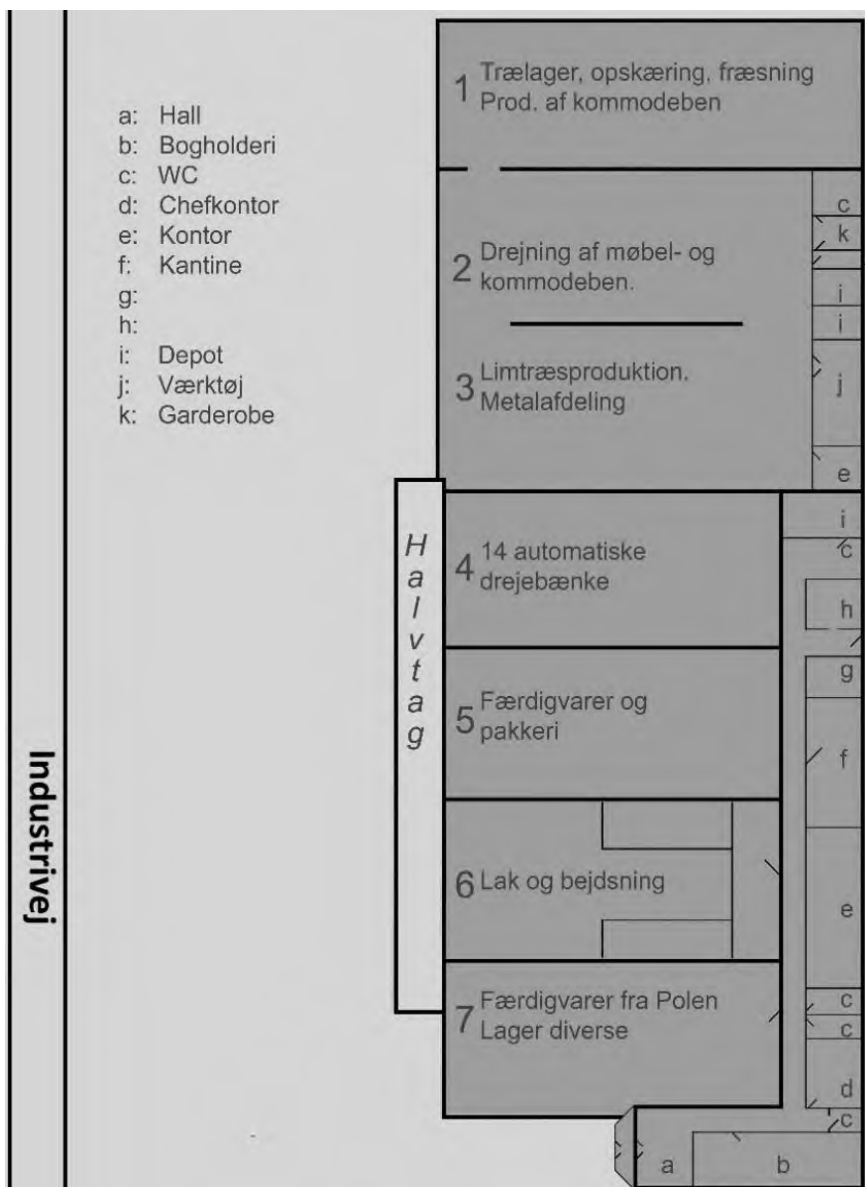 a: Hall
b: Bogholderi
c: WC
d: Chefkontor
e: Kontor
f: Kantine
g:
h:
i: Depot
j: Værktøj
k: Garderobe
Industrivej
Halvtag
1 Trælager, opskæring, fræsning
Prod. af kommodeben
2 Drejning af møbel- og
kommodeben.
3 Limtræsproduktion.
Metalafdeling
4 14 automatiske
drejebænke
5 Færdigvarer og
pakkeri
6 Lak og bejdsning
7 Færdigvarer fra Polen
Lager diverse
c
k
i
i
j
e
i
c
h
g
f
e
c
c
d
c
a
b